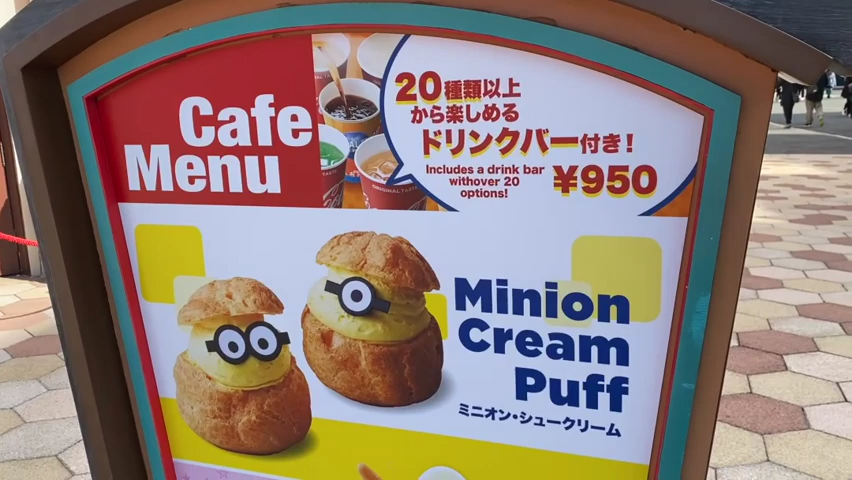 Cafe
Menu
20種類以上
から楽しめる
ドリンクバー付き!
Includes a drink bar
withover 20
options!
¥950
ORIGINAL TASTE
Minion
Cream
Puff
ミニオン・シュークリーム